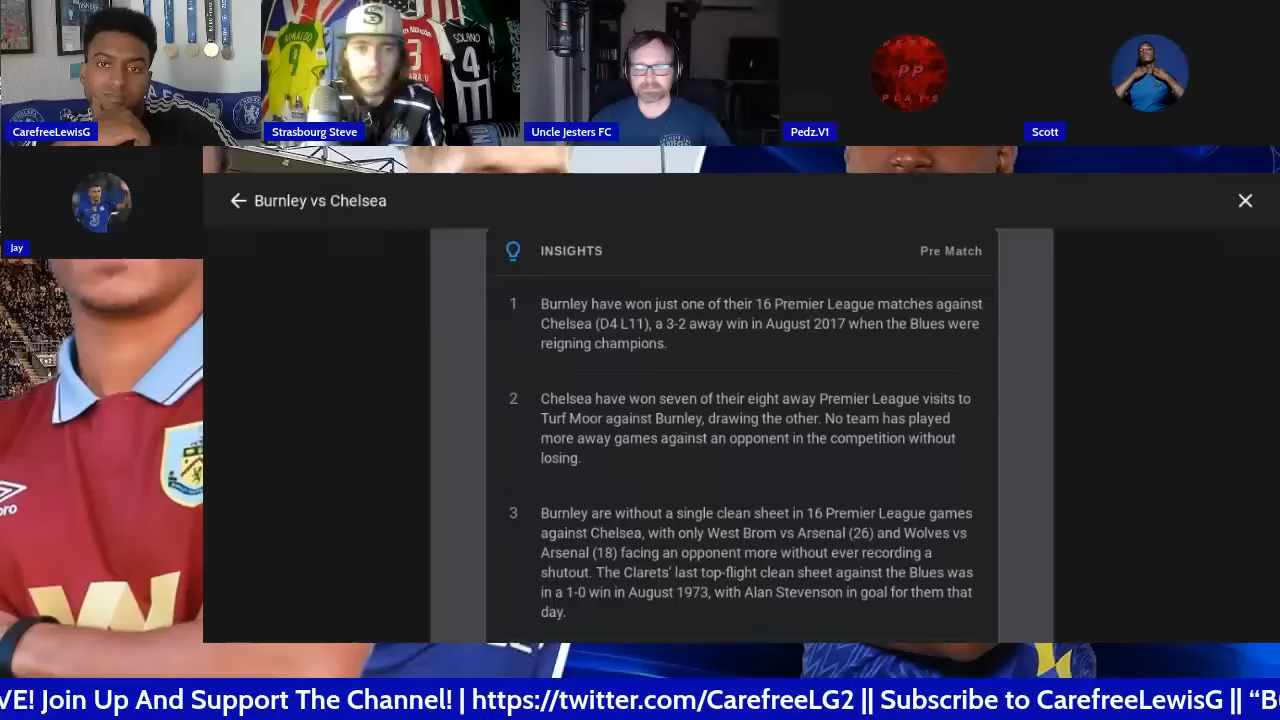 RONALDO
9
3
SOLANO
4
PP
PLAYS
CarefreeLewisG
Strasbourg Steve
Uncle Jesters FC
Pedz.V1
Scott
Jay
Burnley vs Chelsea
INSIGHTS
Pre Match
1 Burnley have won just one of their 16 Premier League matches against
Chelsea (D4 L11), a 3-2 away win in August 2017 when the Blues were
reigning champions.
2 Chelsea have won seven of their eight away Premier League visits to
Turf Moor against Burnley, drawing the other. No team has played
more away games against an opponent in the competition without
losing.
3 Burnley are without a single clean sheet in 16 Premier League games
against Chelsea, with only West Brom vs Arsenal (26) and Wolves vs
Arsenal (18) facing an opponent more without ever recording a
shutout. The Clarets' last top-flight clean sheet against the Blues was
in a 1-0 win in August 1973, with Alan Stevenson in goal for them that
day.
VE! Join Up And Support The Channel! | https://twitter.com/CarefreeLG2 || Subscribe to CarefreeLewisG || “B